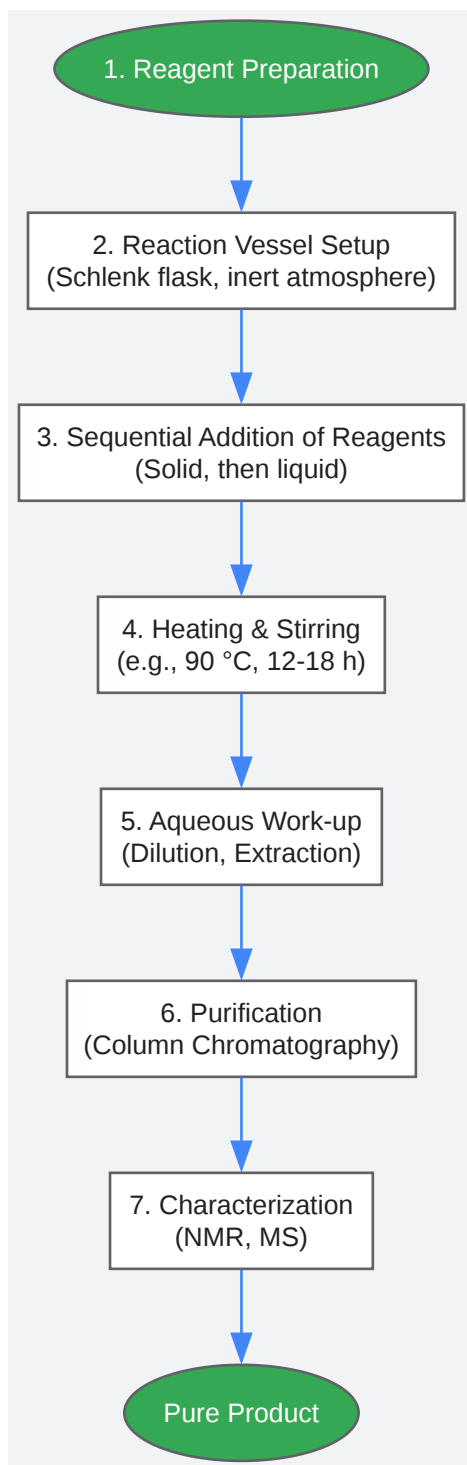 1. Reagent Preparation
2. Reaction Vessel Setup
(Schlenk flask, inert atmosphere)
3. Sequential Addition of Reagents
(Solid, then liquid)
4. Heating & Stirring
(e.g., 90 °C, 12-18 h)
5. Aqueous Work-up
(Dilution, Extraction)
6. Purification
(Column Chromatography)
7. Characterization
(NMR, MS)
Pure Product